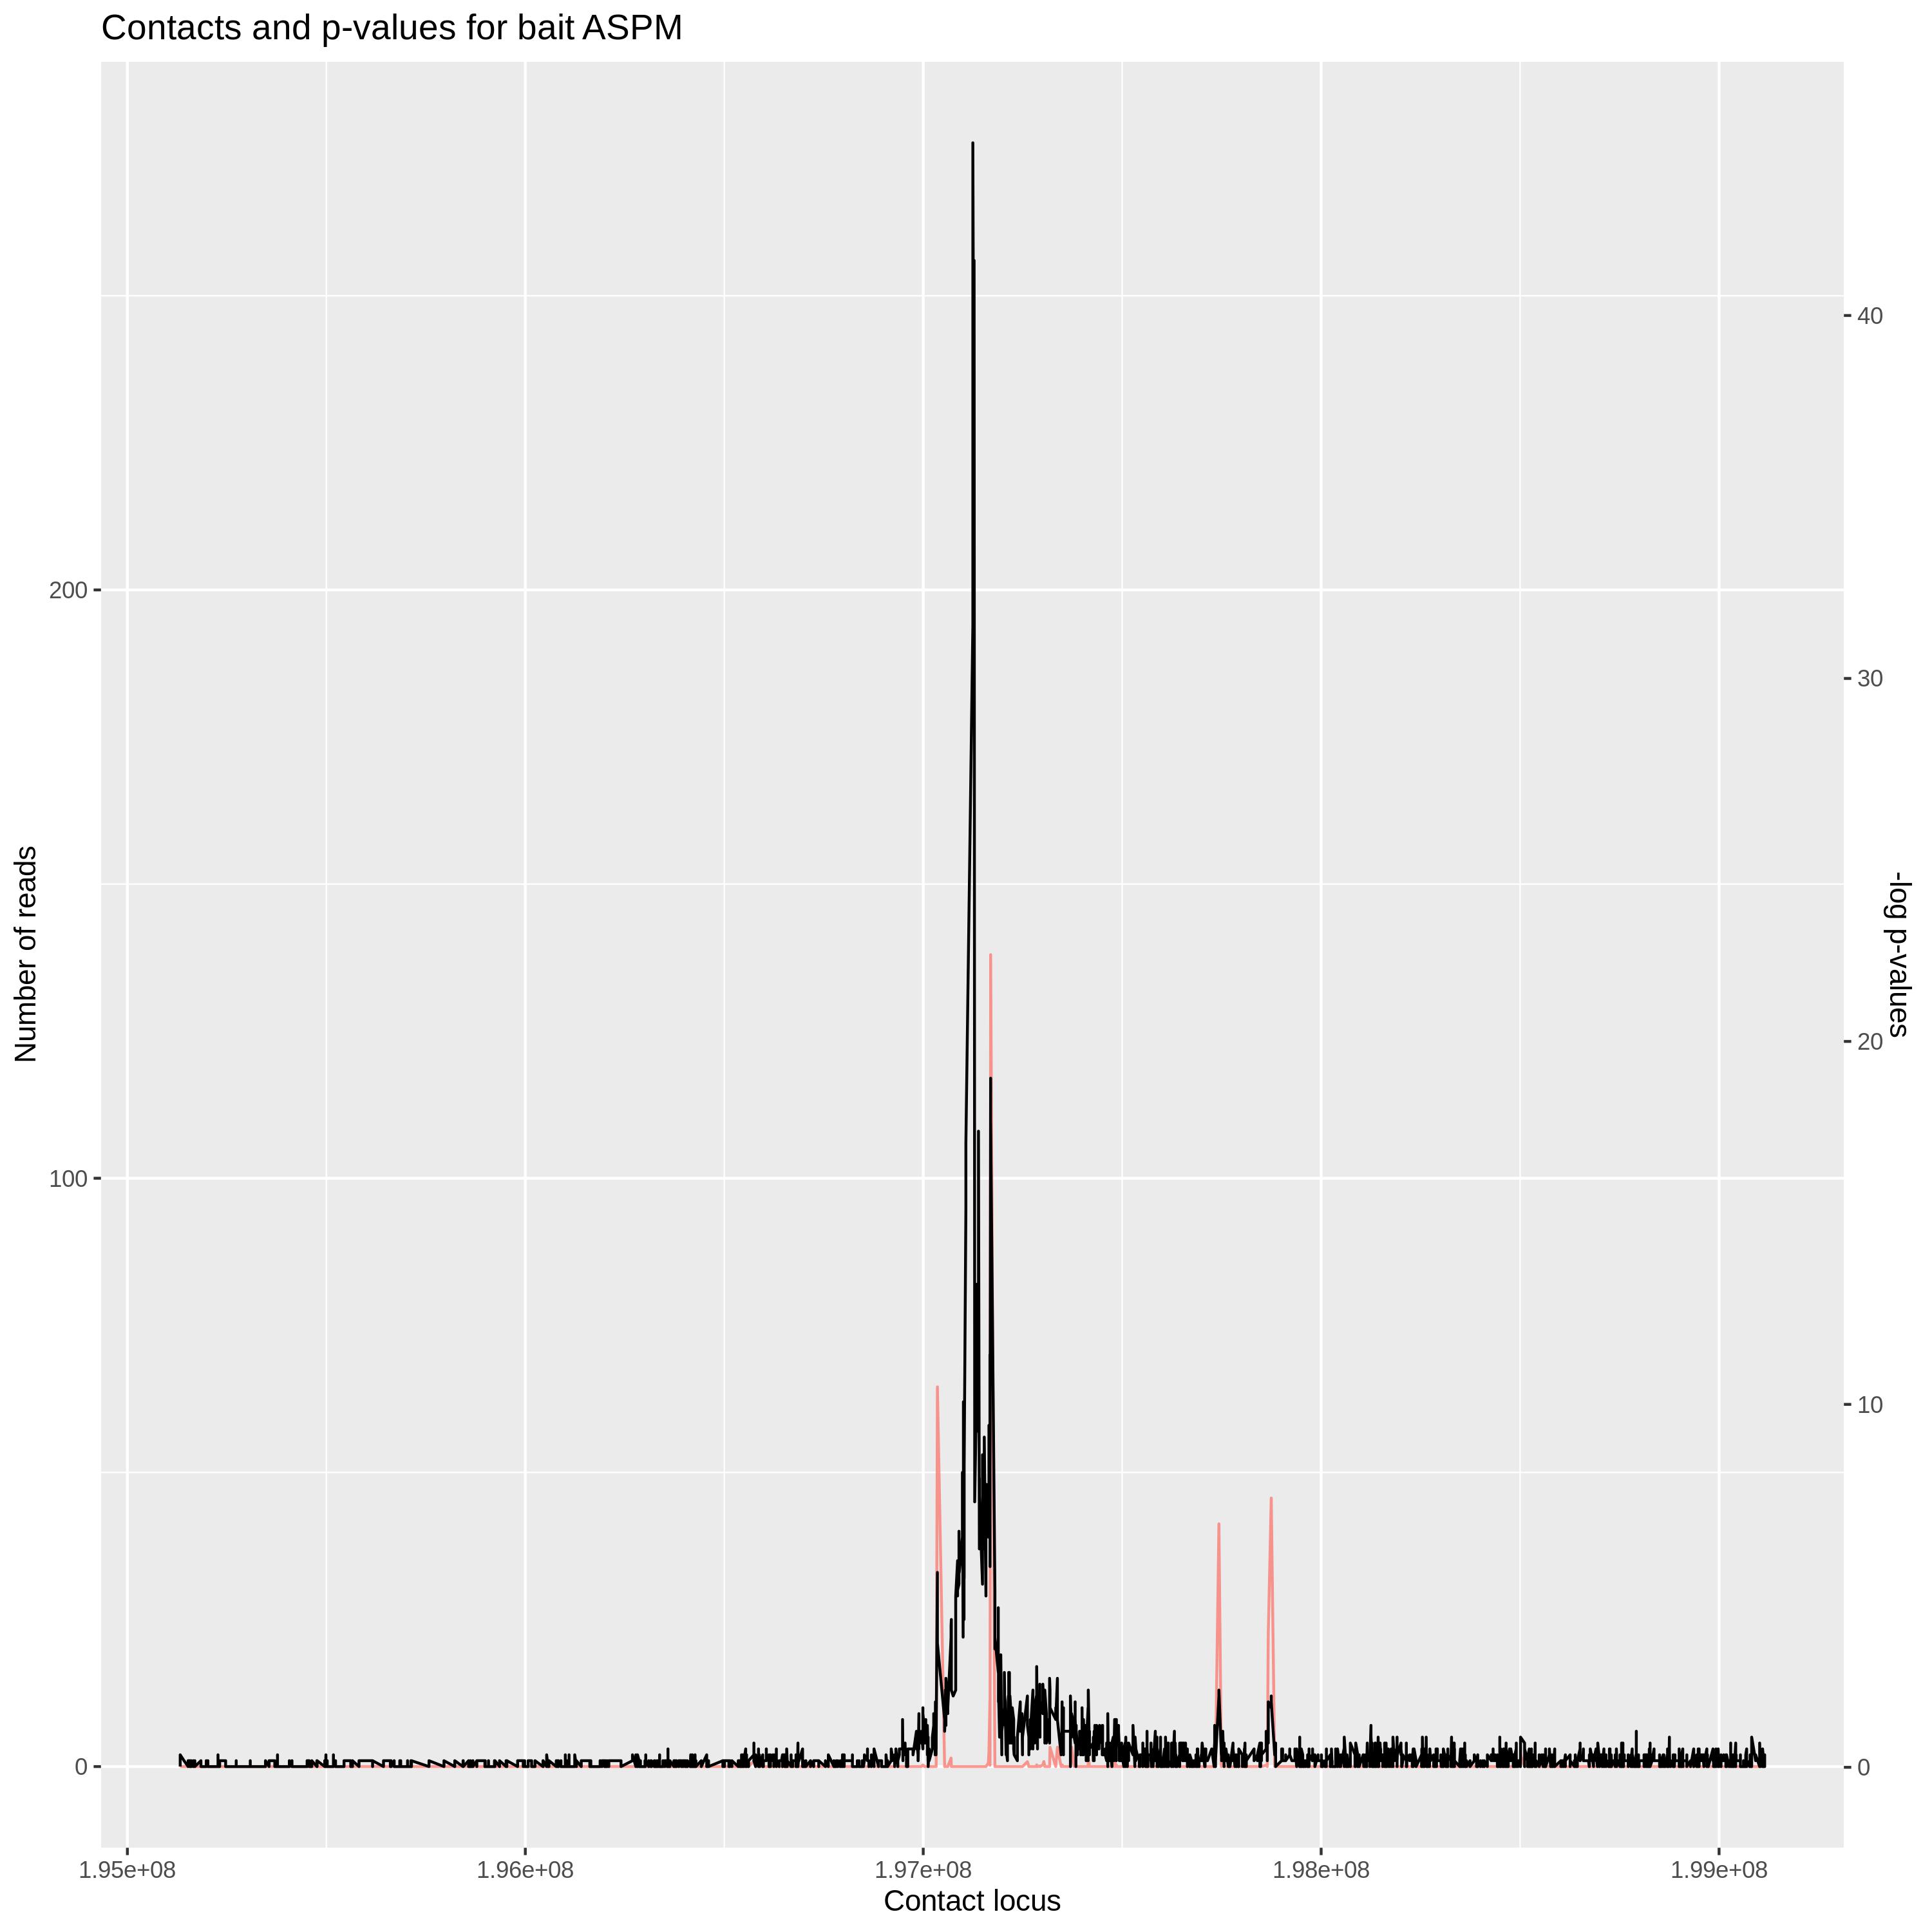 Contacts and p-values for bait ASPM
Number of reads
200
100
0
40
30
20
10
0
-log p-values
1.95e+08
1.96e+08
1.97e+08
1.98e+08
1.99e+08
Contact locus